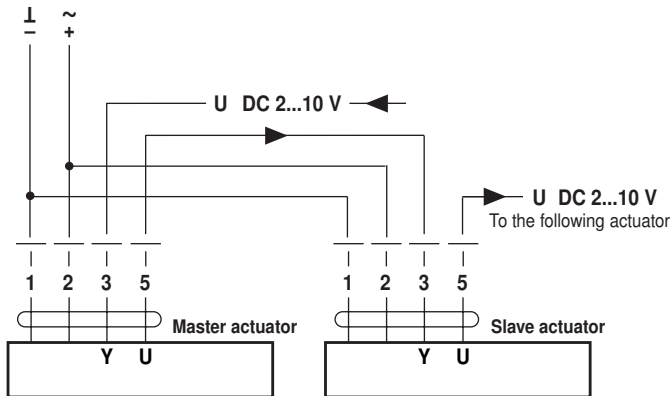 ⊥ ~
– +
U DC 2...10 V
U DC 2...10 V
To the following actuator
1 2 3 5 1 2 3 5
Master actuator Slave actuator
Y U Y U